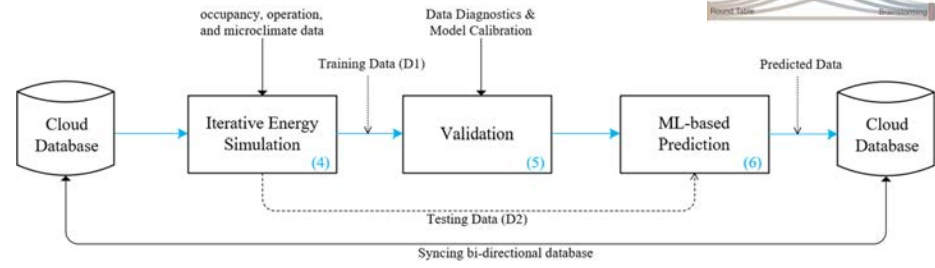 occupancy, operation,
and microclimate data
Data Diagnostics &
Model Calibration
Round Table
Brainstorming
Training Data (D1)
Predicted Data
Cloud
Database
Iterative Energy
Simulation
(4)
Validation
(5)
ML-based
Prediction
(6)
Cloud
Database
Testing Data (D2)
Syncing bi-directional database